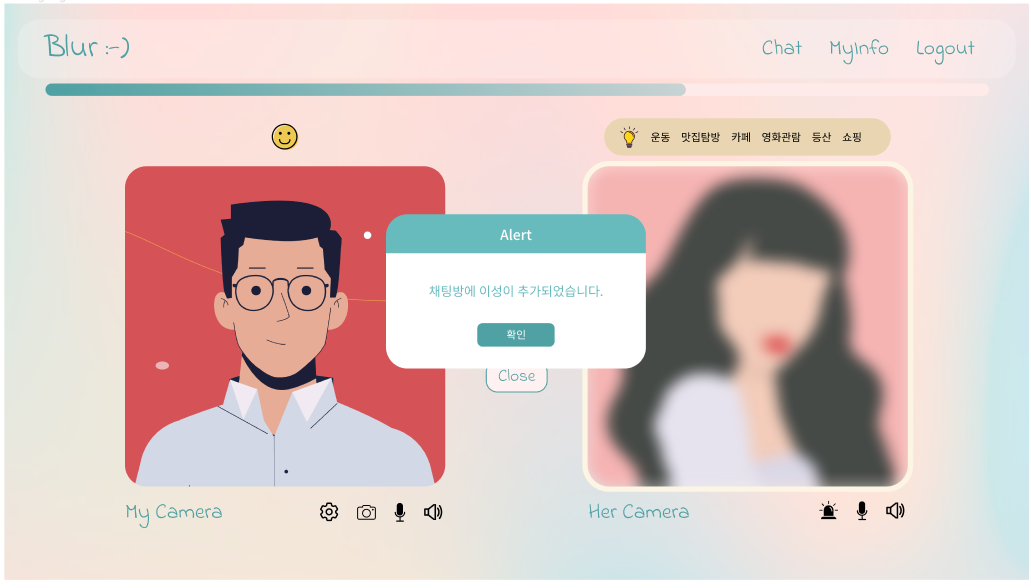 Blur :-)
Chat MyInfo Logout
운동 맛집탐방 카페 영화관람 등산 쇼핑
Alert
채팅방에 이성이 추가되었습니다.
확인
Close
My Camera
Her Camera